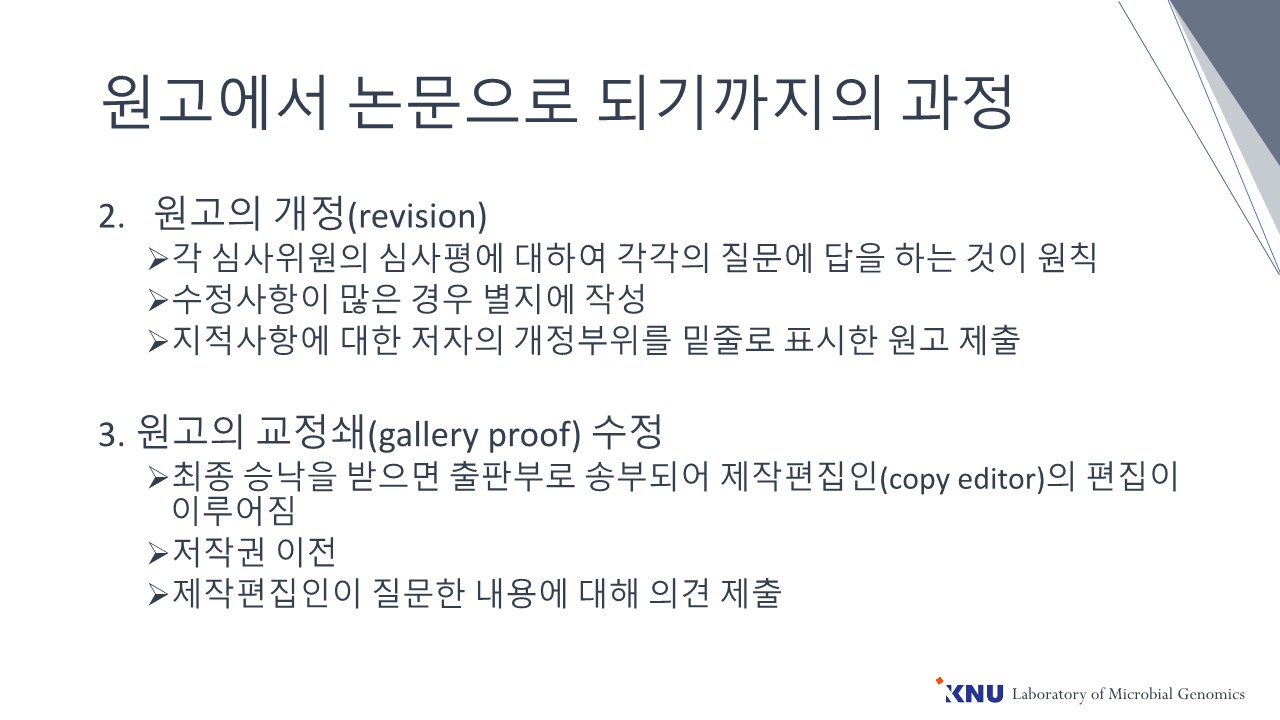 원고에서 논문으로 되기까지의 과정
2. 원고의 개정(revision)
➢각 심사위원의 심사평에 대하여 각각의 질문에 답을 하는 것이 원칙
➢수정사항이 많은 경우 별지에 작성
➢지적사항에 대한 저자의 개정부위를 밑줄로 표시한 원고 제출
3. 원고의 교정쇄(gallery proof) 수정
➢최종 승낙을 받으면 출판부로 송부되어 제작편집인(copy editor)의 편집이
이루어짐
➢저작권 이전
➢제작편집인이 질문한 내용에 대해 의견 제출
KNU Laboratory of Microbial Genomics